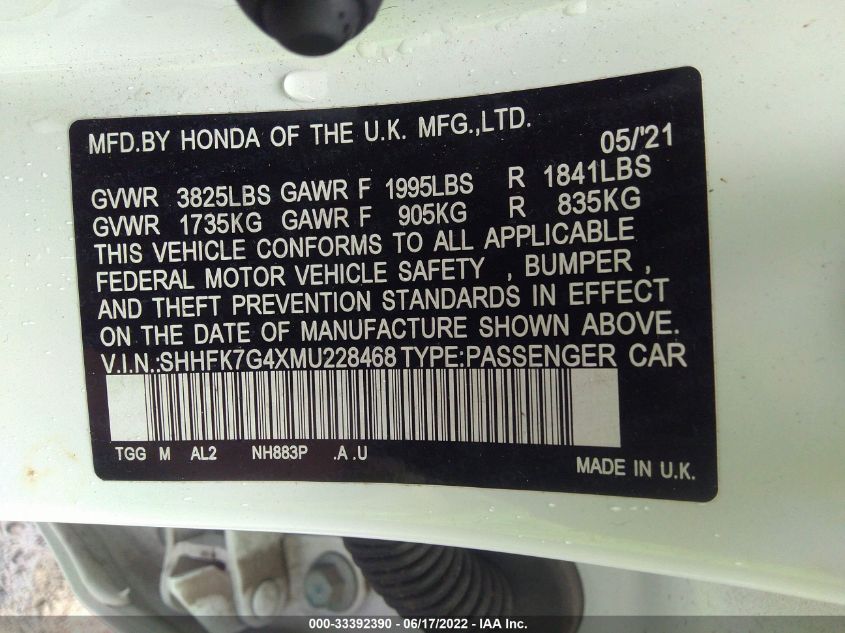 MFD.BY HONDA OF THE U.K. MFG.,LTD. 05/'21
GVWR 3825LBS GAWR F 1995LBS R 1841LBS
GVWR 1735KG GAWR F 905KG R 835KG
THIS VEHICLE CONFORMS TO ALL APPLICABLE
FEDERAL MOTOR VEHICLE SAFETY , BUMPER ,
AND THEFT PREVENTION STANDARDS IN EFFECT
ON THE DATE OF MANUFACTURE SHOWN ABOVE.
V.I.N.:SHHFK7G4XMU228468 TYPE:PASSENGER CAR
TGG M AL2 NH883P .A .U
MADE IN U.K.
000-33392390 - 06/17/2022 - IAA Inc.